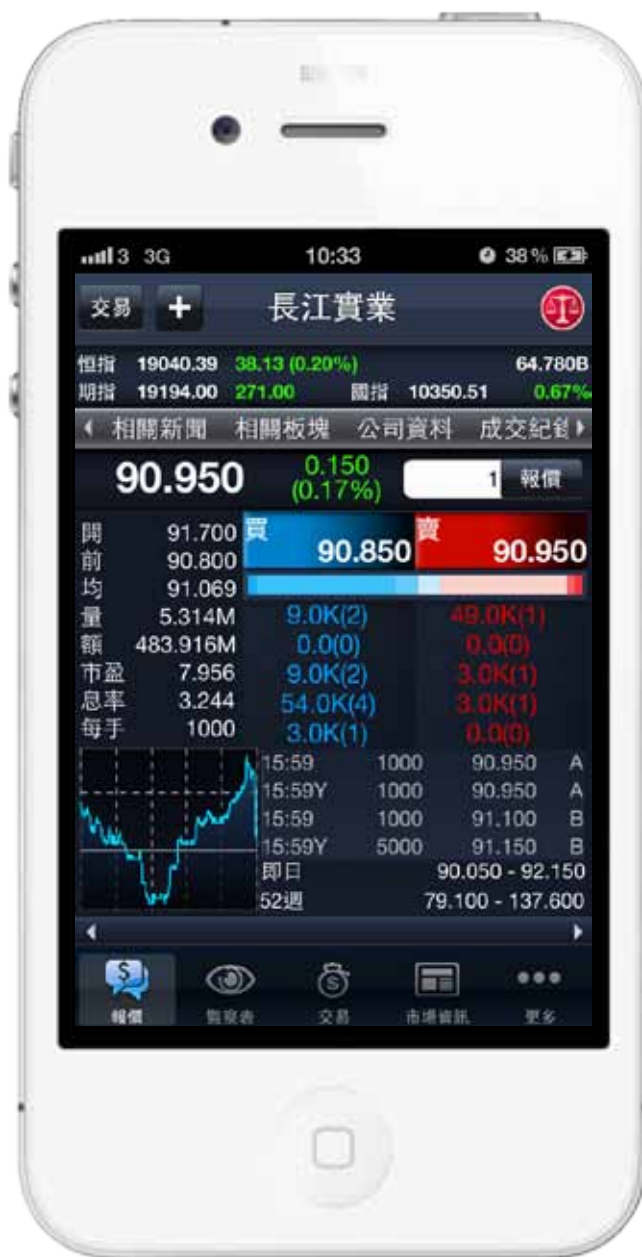 3 3G 10:33 38%
交易 + 長江實業
恒指 19040.39 38.13 (0.20%) 64.780B
期指 19194.00 271.00 國指 10350.51 0.67%
相關新聞 相關板塊 公司資料 成交紀錄
90.950 0.150 (0.17%) 1 報價
開 91.700 買 90.850 賣 90.950
前 90.800
均 91.069
量 5.314M 9.0K(2) 49.0K(1)
額 483.916M 0.0(0) 0.0(0)
市盈 7.956 9.0K(2) 3.0K(1)
息率 3.244 54.0K(4) 3.0K(1)
每手 1000 3.0K(1) 0.0(0)
15:59 1000 90.950 A
15:59Y 1000 90.950 A
15:59 1000 91.100 B
15:59Y 5000 91.150 B
即日 90.050 - 92.150
52週 79.100 - 137.600
$ $
報價 監察表 交易 市場資訊 更多